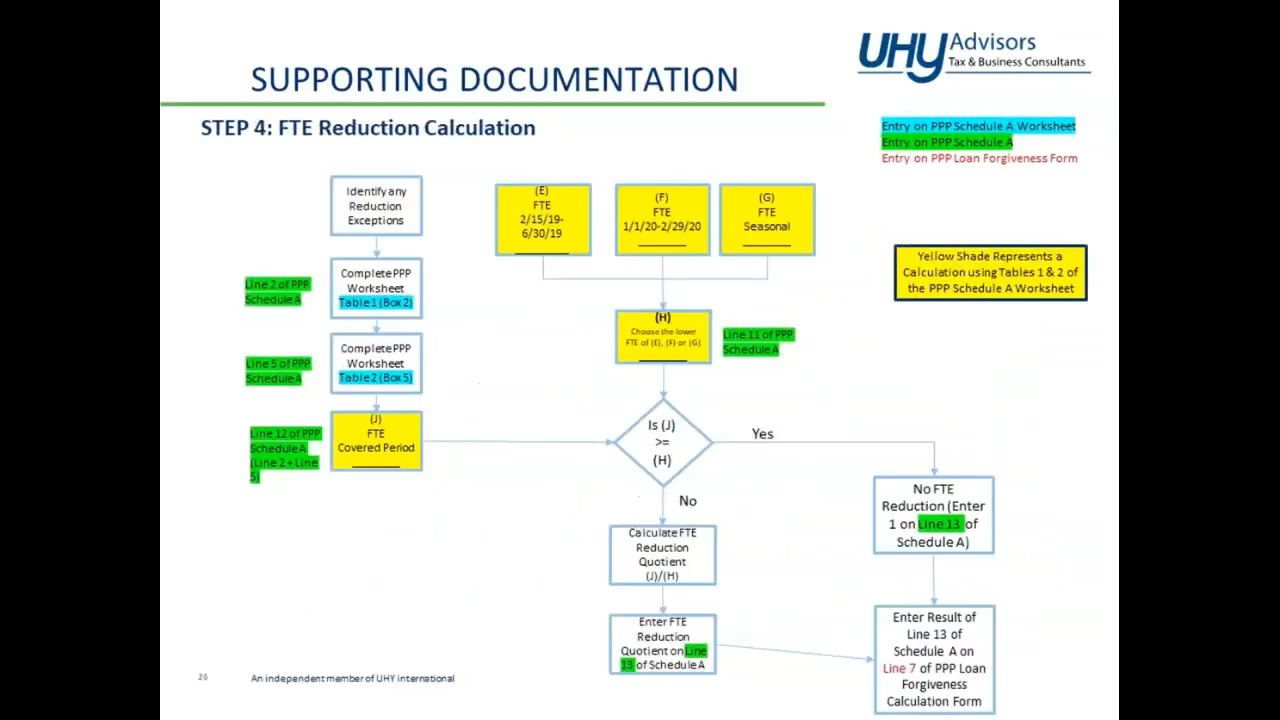 UHY Advisors
Tax & Business Consultants
SUPPORTING DOCUMENTATION
STEP 4: FTE Reduction Calculation
Entry on PPP Schedule A Worksheet
Entry on PPP Schedule A
Entry on PPP Loan Forgiveness Form
Identify any
Reduction
Exceptions
(E)
FTE
2/15/19-
6/30/19
(F)
FTE
1/1/20-2/29/20
(G)
FTE
Seasonal
Yellow Shade Represents a
Calculation using Tables 1 & 2 of
the PPP Schedule A Worksheet
Line 2 of PPP
Schedule A
Complete PPP
Worksheet
Table 1 (Box 2)
(H)
Choose the lower
FTE of (E), (F) or (G)
Line 11 of PPP
Schedule A
Line 5 of PPP
Schedule A
Complete PPP
Worksheet
Table 2 (Box 5)
Line 12 of PPP
Schedule A
(Line 2 + Line
5)
(J)
FTE
Covered Period
Is (J)
>=
(H)
Yes
No
No FTE
Reduction (Enter
1 on Line 13 of
Schedule A)
Calculate FTE
Reduction
Quotient
(J)/(H)
Enter FTE
Reduction
Quotient on Line
13 of Schedule A
Enter Result of
Line 13 of
Schedule A on
Line 7 of PPP Loan
Forgiveness
Calculation Form
26
An independent member of UHY international